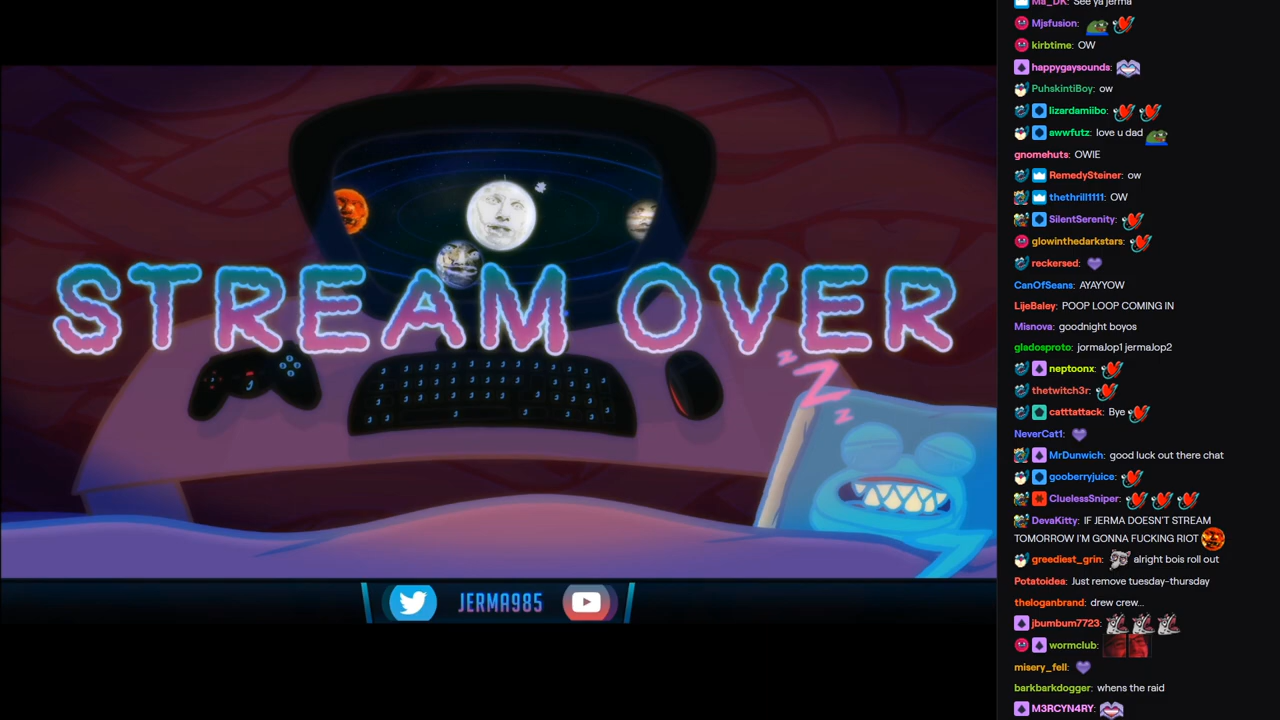 STREAM OVER
Z
Z
Z
JERMA985
Ma_DK: See ya jerma
Mjsfusion:
kirbtime: OW
happygaysounds:
PuhskintiBoy: ow
lizardamiibo:
awwfutz: love u dad
gnomehuts: OWIE
RemedySteiner: ow
thethrill1111: OW
SilentSerenity:
glowinthedarkstars:
reckersed:
CanOfSeans: AYAYYOW
LijeBaley: POOP LOOP COMING IN
Misnova: goodnight boyos
gladosproto: jormaJop1 jermaJop2
neptoonx:
thetwitch3r:
catttattack: Bye
NeverCat1:
MrDunwich: good luck out there chat
gooberryjuice:
CluelessSniper:
DevaKitty: IF JERMA DOESN'T STREAM
TOMORROW I'M GONNA FUCKING RIOT
greediest_grin: alright bois roll out
Potatoidea: Just remove tuesday-thursday
theloganbrand: drew crew...
jbumbum7723:
wormclub:
misery_fell:
barkbarkdogger: whens the raid
M3RCYN4RY: